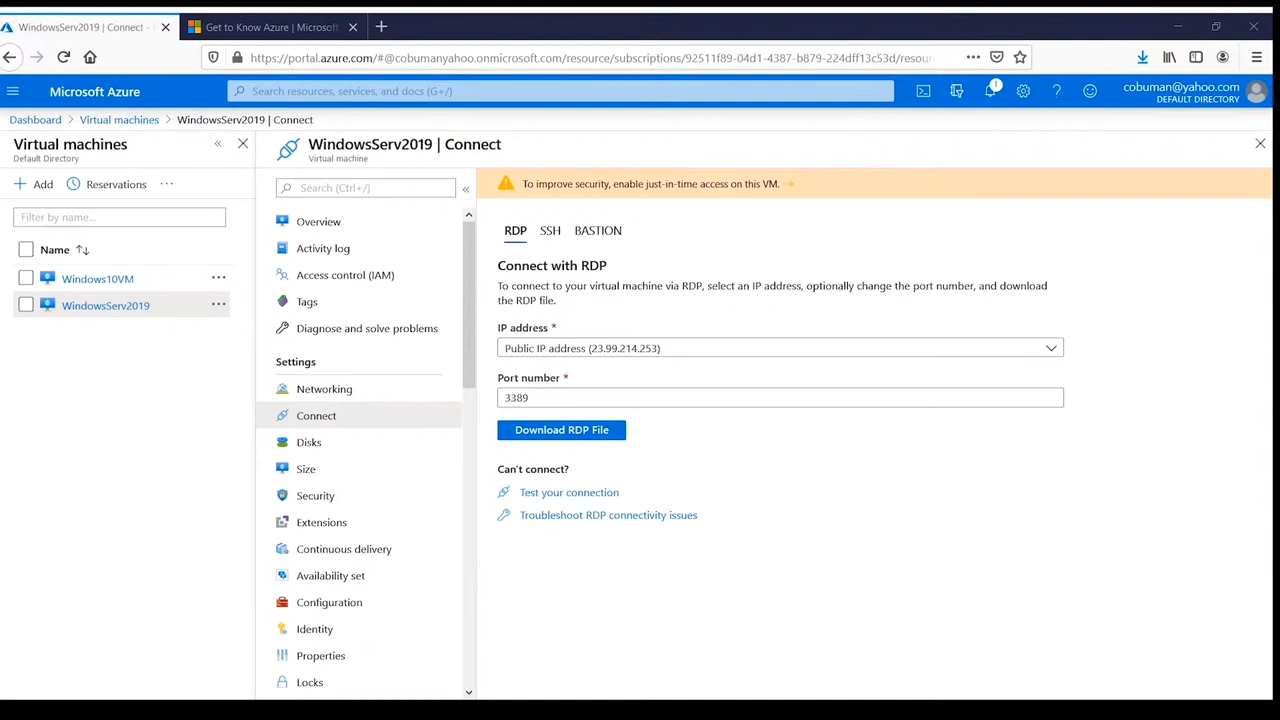 WindowsServ2019 | Connect -
Get to Know Azure | Microsoft
https://portal.azure.com/#@cobumanyahoo.onmicrosoft.com/resource/subscriptions/92511f89-04d1-4387-b879-224dff13c53d/resour
Microsoft Azure
Search resources, services, and docs (G+/)
1
cobuman@yahoo.com
DEFAULT DIRECTORY
Dashboard > Virtual machines > WindowsServ2019 | Connect
Virtual machines
Default Directory
Add
Reservations
Filter by name...
Name
Windows10VM
WindowsServ2019
WindowsServ2019 | Connect
Virtual machine
Search (Ctrl+/)
Overview
Activity log
Access control (IAM)
Tags
Diagnose and solve problems
Settings
Networking
Connect
Disks
Size
Security
Extensions
Continuous delivery
Availability set
Configuration
Identity
Properties
Locks
To improve security, enable just-in-time access on this VM.
RDP SSH BASTION
Connect with RDP
To connect to your virtual machine via RDP, select an IP address, optionally change the port number, and download
the RDP file.
IP address *
Public IP address (23.99.214.253)
Port number *
3389
Download RDP File
Can't connect?
Test your connection
Troubleshoot RDP connectivity issues